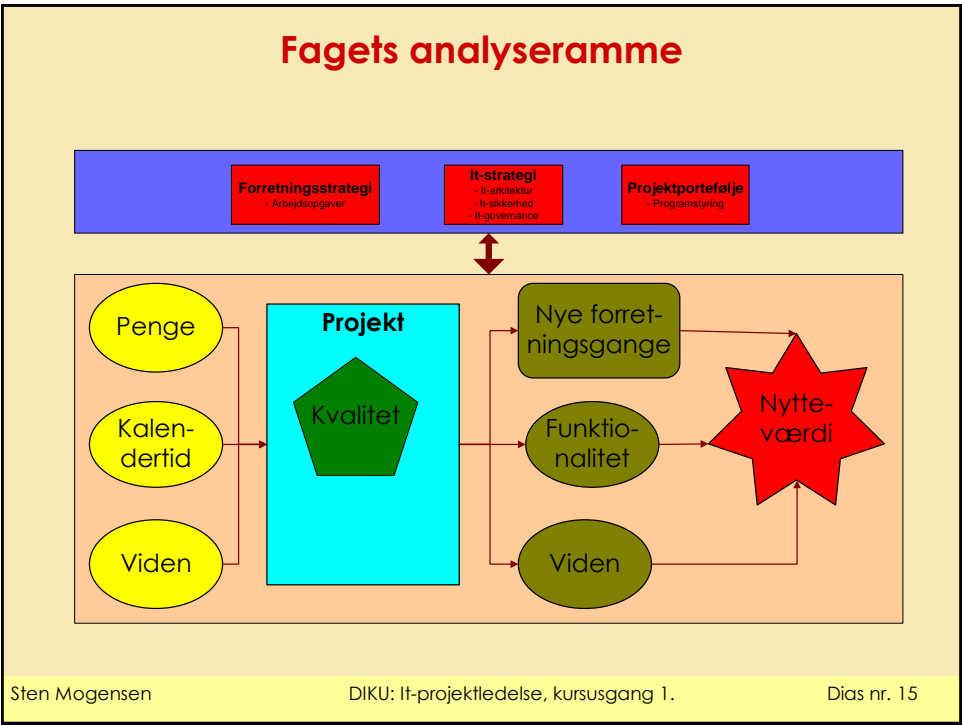 Fagets analyseramme
Forretningsstrategi
- Arbejdsopgaver
It-strategi
- It-arkitektur
- It-sikkerhed
- It-governance
Projektportefølje
- Programstyring
Penge
Kalen-
dertid
Viden
Projekt
Kvalitet
Nye forret-
ningsgange
Funktio-
nalitet
Viden
Nytte-
værdi
Sten Mogensen DIKU: It-projektledelse, kursusgang 1. Dias nr. 15